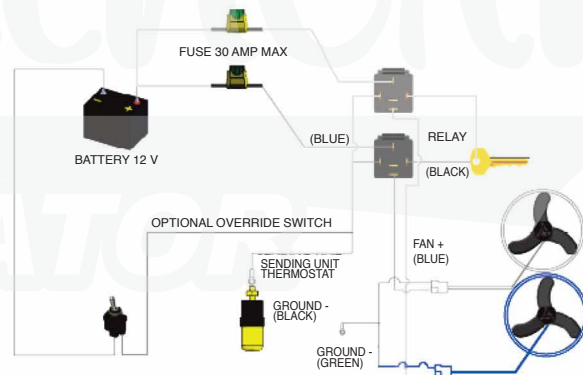 FUSE 30 AMP MAX
BATTERY 12 V
(BLUE)
RELAY
(BLACK)
OPTIONAL OVERRIDE SWITCH
FAN +
(BLUE)
SENDING UNIT
THERMOSTAT
GROUND -
(BLACK)
GROUND -
(GREEN)